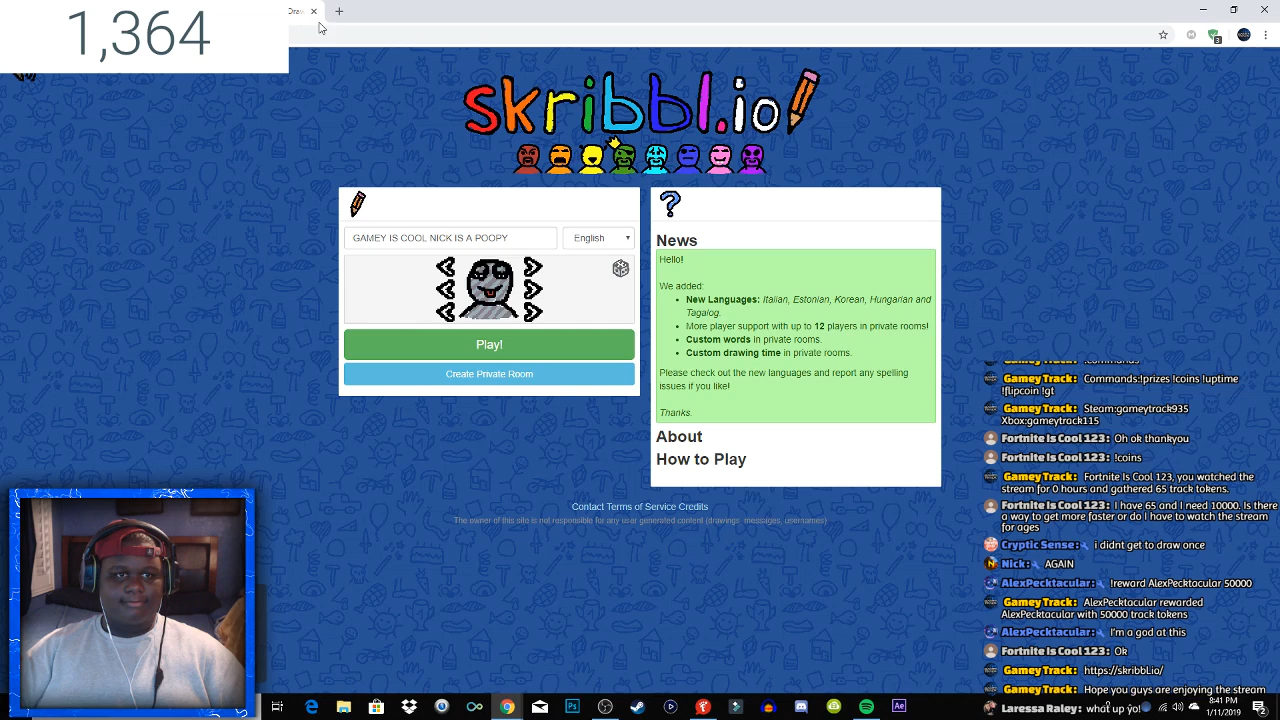 Draw
1,364
skribbl.io
GAMEY IS COOL NICK IS A POOPY
English
Play!
Create Private Room
?
News
Hello!
We added:
New Languages: Italian, Estonian, Korean, Hungarian and
Tagalog.
More player support with up to 12 players in private rooms!
Custom words in private rooms.
Custom drawing time in private rooms.
Please check out the new languages and report any spelling
issues if you like!
Thanks.
About
How to Play
Contact Terms of Service Credits
The owner of this site is not responsible for any user generated content (drawings, messages, usernames)
Gamey Track: !commands
Gamey Track: Commands:!prizes !coins !uptime
!flipcoin !gt
Gamey Track: Steam:gameytrack935
Xbox:gameytrack115
Fortnite Is Cool 123: Oh ok thankyou
Fortnite Is Cool 123: !coins
Gamey Track: Fortnite Is Cool 123, you watched the
stream for 0 hours and gathered 65 track tokens.
Fortnite Is Cool 123: I have 65 and I need 10000. Is there
a way to get more faster or do I have to watch the stream
for ages
Cryptic Sense: i didnt get to draw once
Nick: AGAIN
AlexPecktacular: !reward AlexPecktacular 50000
Gamey Track: AlexPecktacular rewarded
AlexPecktacular with 50000 track tokens
AlexPecktacular: I'm a god at this
Fortnite Is Cool 123: Ok
Gamey Track: https://skribbl.io/
Gamey Track: Hope you guys are enjoying the stream
Laressa Raley: what up yo!
8:41 PM
1/11/2019